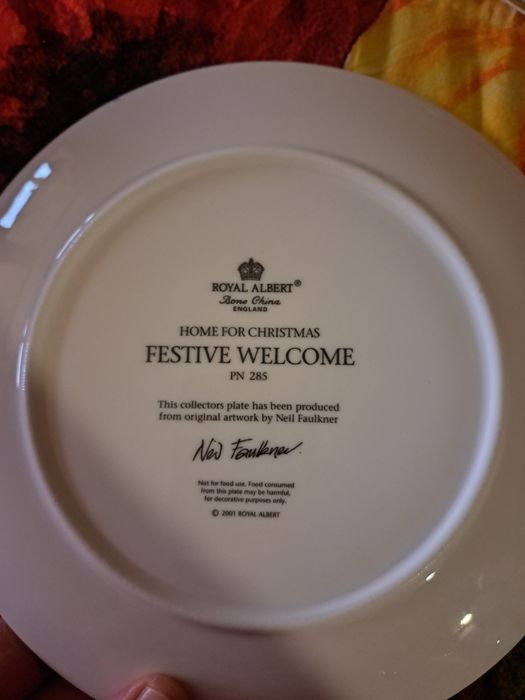 ROYAL ALBERT®
Bone China
ENGLAND
HOME FOR CHRISTMAS
FESTIVE WELCOME
PN 285
This collectors plate has been produced
from original artwork by Neil Faulkner
Neil Faulkner.
Not for food use. Food consumed
from this plate may be harmful,
for decorative purposes only.
© 2001 ROYAL ALBERT